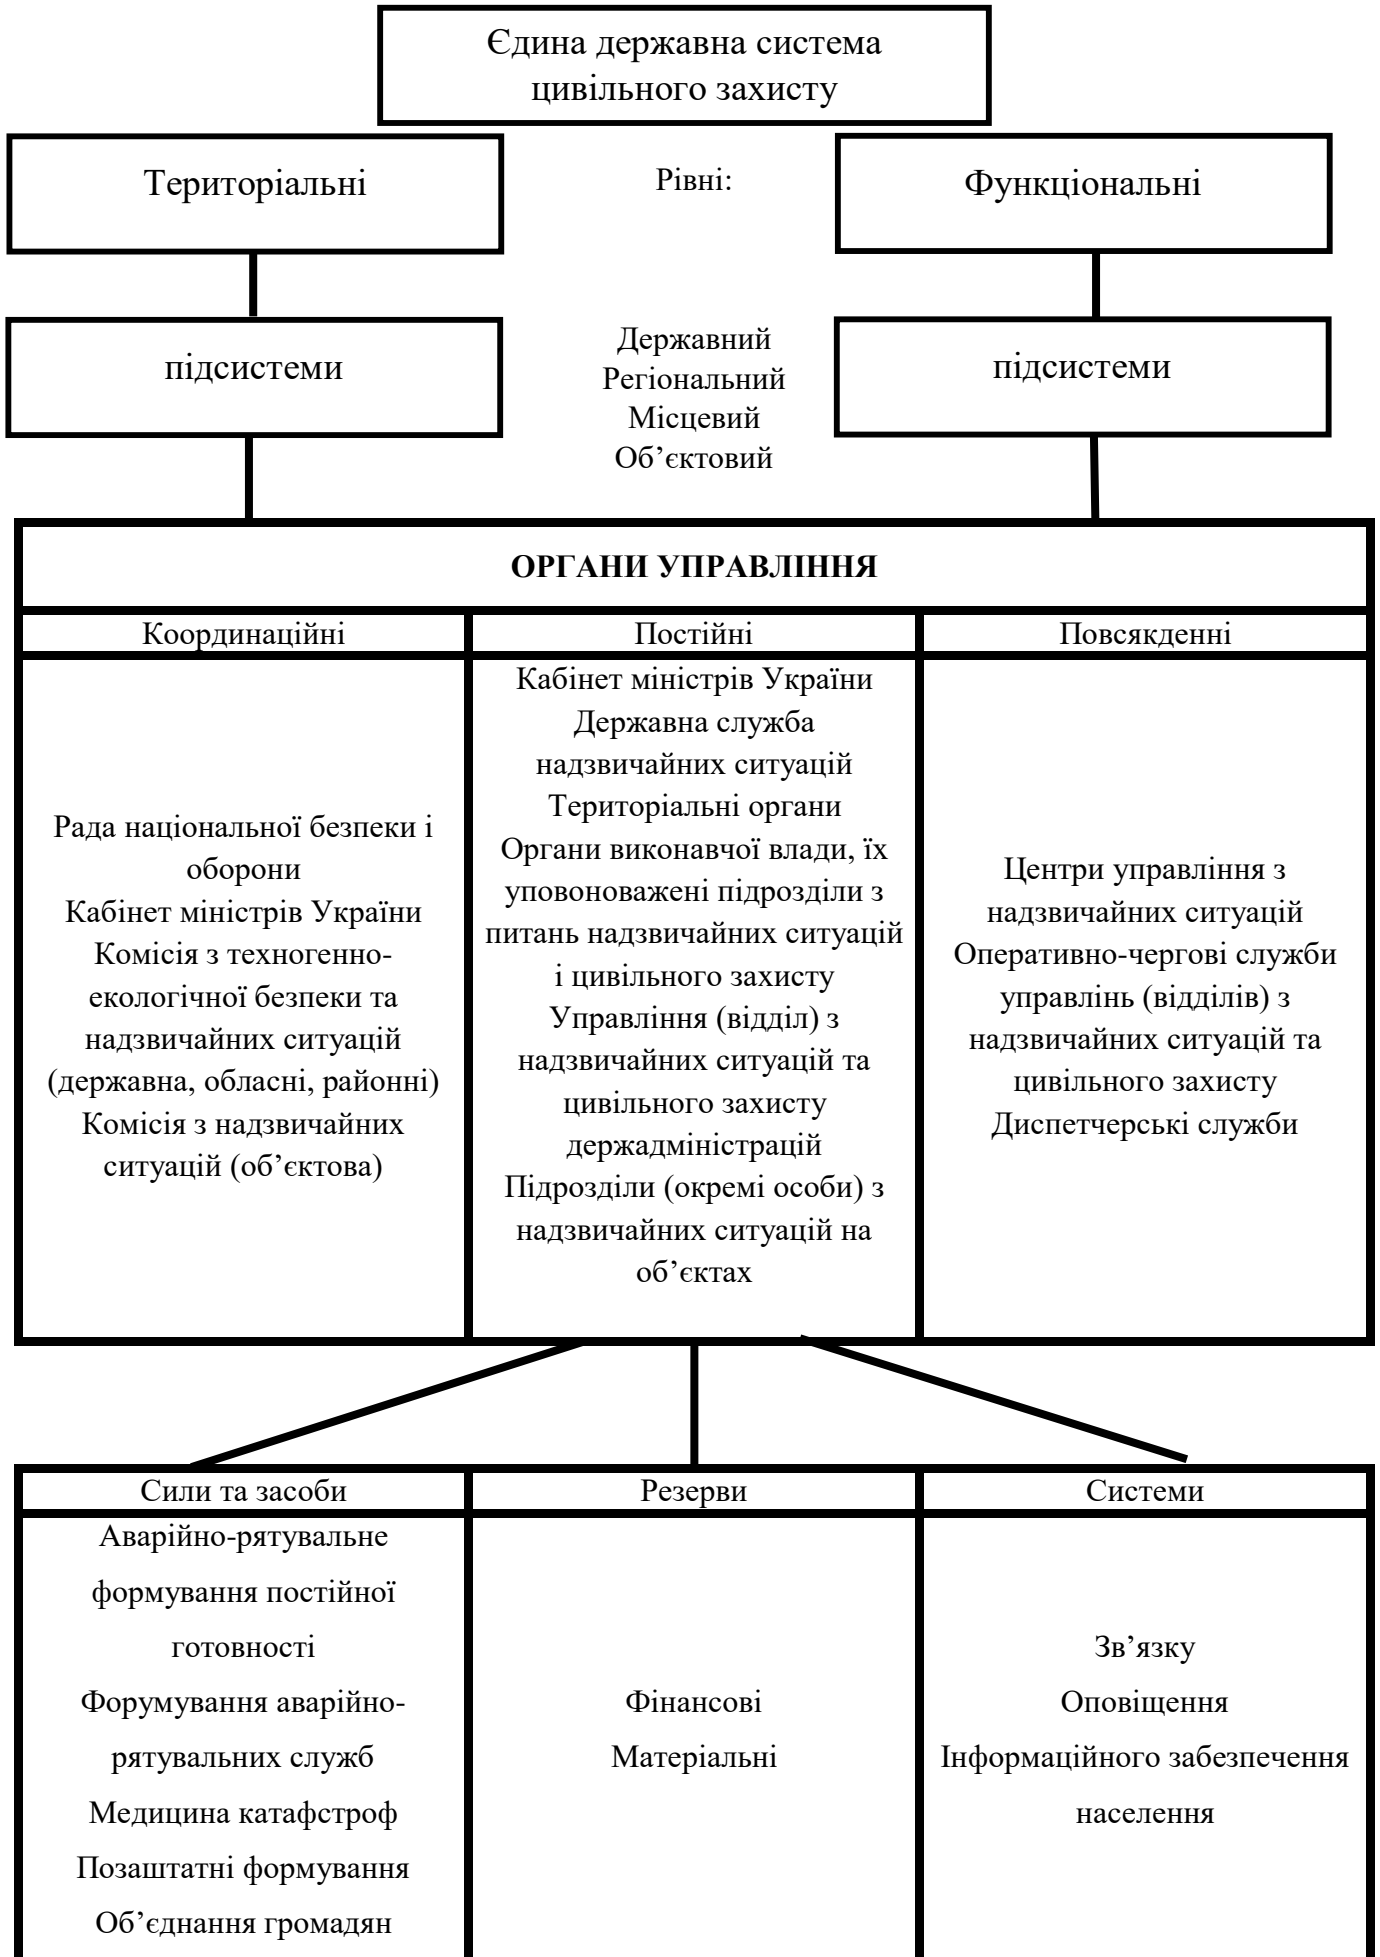 Єдина державна система
цивільного захисту
Територіальні
Рівні:
Функціональні
підсистеми
Державний
Регіональний
Місцевий
Об’єктовий
підсистеми
ОРГАНИ УПРАВЛІННЯ
Координаційні
Постійні
Повсякденні
Рада національної безпеки і
оборони
Кабінет міністрів України
Комісія з техногенно-
екологічної безпеки та
надзвичайних ситуацій
(державна, обласні, районні)
Комісія з надзвичайних
ситуацій (об’єктова)
Кабінет міністрів України
Державна служба
надзвичайних ситуацій
Територіальні органи
Органи виконавчої влади, їх
уповоноважені підрозділи з
питань надзвичайних ситуацій
і цивільного захисту
Управління (відділ) з
надзвичайних ситуацій та
цивільного захисту
держадміністрацій
Підрозділи (окремі особи) з
надзвичайних ситуацій на
об’єктах
Центри управління з
надзвичайних ситуацій
Оперативно-чергові служби
управлінь (відділів) з
надзвичайних ситуацій та
цивільного захисту
Диспетчерські служби
Сили та засоби
Резерви
Системи
Аварійно-рятувальне
формування постійної
готовності
Форумування аварійно-
рятувальних служб
Медицина катафстроф
Позаштатні формування
Об’єднання громадян
Фінансові
Матеріальні
Зв’язку
Оповіщення
Інформаційного забезпечення
населення